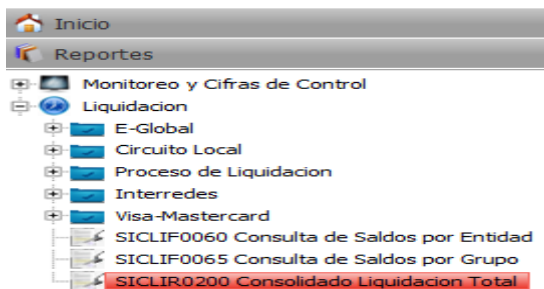 Inicio
Reportes
Monitoreo y Cifras de Control
Liquidacion
E-Global
Circuito Local
Proceso de Liquidacion
Interredes
Visa-Mastercard
SICLIF0060 Consulta de Saldos por Entidad
SICLIF0065 Consulta de Saldos por Grupo
SICLIR0200 Consolidado Liquidacion Total